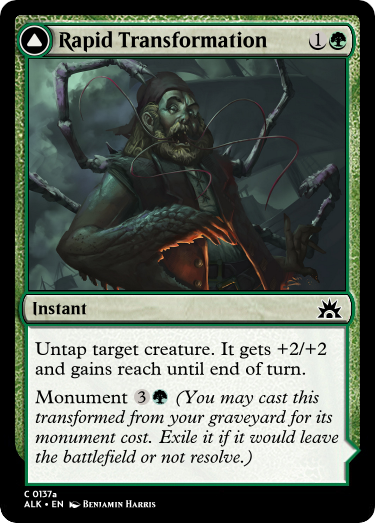 Rapid Transformation 1
Instant
Untap target creature. It gets +2/+2
and gains reach until end of turn.
Monument 3 (You may cast this
transformed from your graveyard for its
monument cost. Exile it if it would leave
the battlefield or not resolve.)
C 0137a
ALK • EN Benjamin Harris